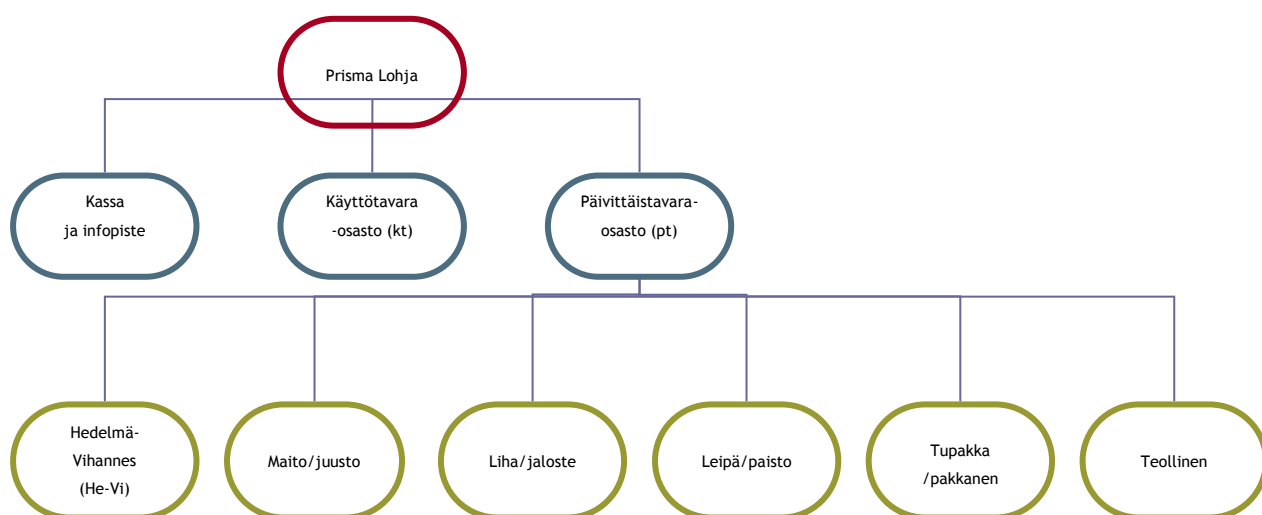 Prisma Lohja
Kassa
ja infopiste
Käyttötavara
-osasto (kt)
Päivittäistavara-
osasto (pt)
Hedelmä-
Vihannes
(He-Vi)
Maito/juusto
Liha/jaloste
Leipä/paisto
Tupakka
/pakkanen
Teollinen